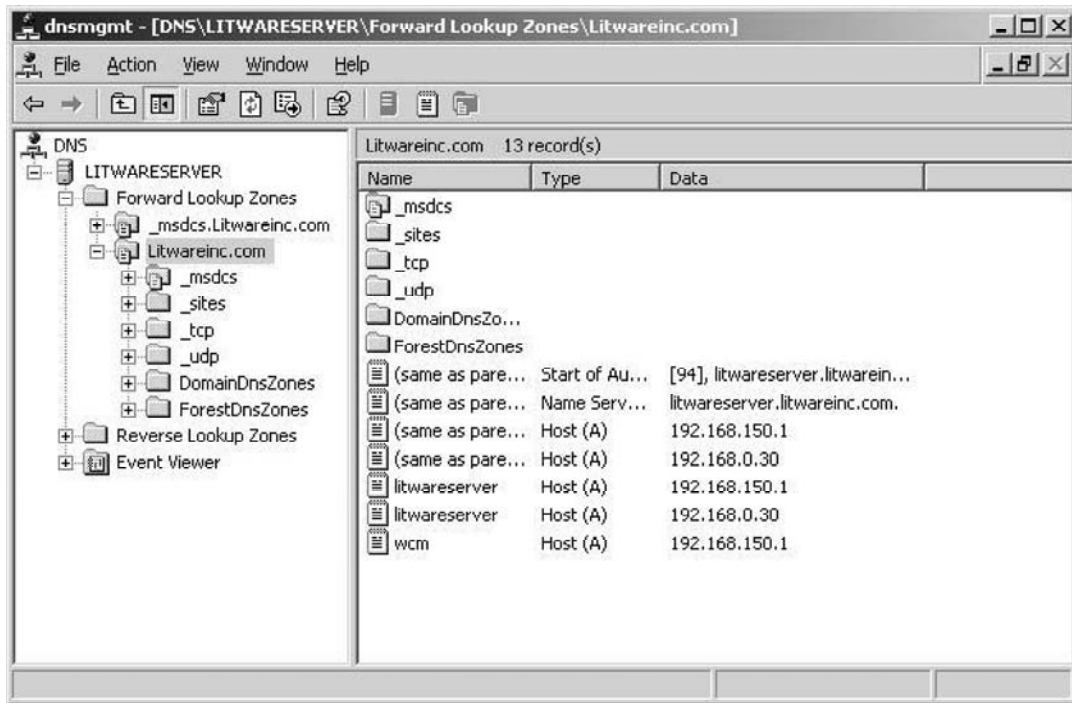 dnsmgmt - [DNS\LITWARESERVER\Forward Lookup Zones\Litwareinc.com]
File Action View Window Help
DNS
LITWARESERVER
Forward Lookup Zones
_msdcs.Litwareinc.com
Litwareinc.com
_msdcs
_sites
_tcp
_udp
DomainDnsZones
ForestDnsZones
Reverse Lookup Zones
Event Viewer
Litwareinc.com 13 record(s)
Name Type Data
_msdcs
_sites
_tcp
_udp
DomainDnsZo...
ForestDnsZones
(same as pare... Start of Au... [94], litwareserver.litwarein...
(same as pare... Name Serv... litwareserver.litwareinc.com.
(same as pare... Host (A) 192.168.150.1
(same as pare... Host (A) 192.168.0.30
litwareserver Host (A) 192.168.150.1
litwareserver Host (A) 192.168.0.30
wcm Host (A) 192.168.150.1